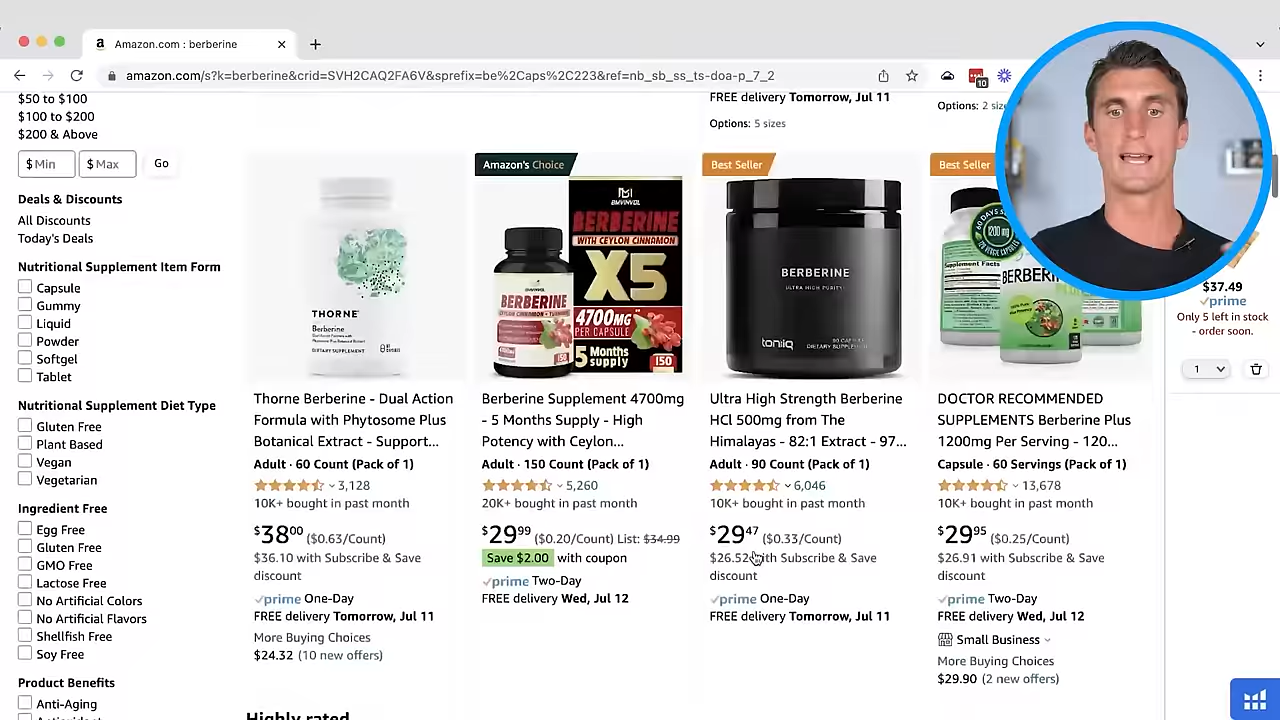 Amazon.com : berberine
amazon.com/s?k=berberine&crid=SVH2CAQ2FA6V&sprefix=be%2Caps%2C223&ref=nb_sb_ss_ts-doa-p_7_2
10
$50 to $100
$100 to $200
$200 & Above
$ Min
$ Max
Go
Deals & Discounts
All Discounts
Today's Deals
Nutritional Supplement Item Form
Capsule
Gummy
Liquid
Powder
Softgel
Tablet
Nutritional Supplement Diet Type
Gluten Free
Plant Based
Vegan
Vegetarian
Ingredient Free
Egg Free
Gluten Free
GMO Free
Lactose Free
No Artificial Colors
No Artificial Flavors
Shellfish Free
Soy Free
Product Benefits
Anti-Aging
THORNE
Berberine
DIETARY SUPPLEMENT
Thorne Berberine - Dual Action
Formula with Phytosome Plus
Botanical Extract - Support...
Adult · 60 Count (Pack of 1)
3,128
10K+ bought in past month
$38.00 ($0.63/Count)
$36.10 with Subscribe & Save
discount
prime One-Day
FREE delivery Tomorrow, Jul 11
More Buying Choices
$24.32 (10 new offers)
Highly rated
Amazon's Choice
BMVINVOL
BERBERINE
WITH CEYLON CINNAMON
X5
4700MG
PER CAPSULE
5 Months
supply
150
BERBERINE
150
Berberine Supplement 4700mg
- 5 Months Supply - High
Potency with Ceylon...
Adult · 150 Count (Pack of 1)
5,260
20K+ bought in past month
$29.99 ($0.20/Count) List: $34.99
Save $2.00 with coupon
prime Two-Day
FREE delivery Wed, Jul 12
FREE delivery Tomorrow, Jul 11
Options: 5 sizes
Best Seller
BERBERINE
ULTRA HIGH PURITY
toniiq
90 CAPSULES
DIETARY SUPPLEMENT
Ultra High Strength Berberine
HCl 500mg from The
Himalayas - 82:1 Extract - 97...
Adult · 90 Count (Pack of 1)
6,046
10K+ bought in past month
$29.47 ($0.33/Count)
$26.52 with Subscribe & Save
discount
prime One-Day
FREE delivery Tomorrow, Jul 11
Options: 2 size
Best Seller
1200mg
Supplement Facts
BERBERINE
DOCTOR RECOMMENDED
SUPPLEMENTS Berberine Plus
1200mg Per Serving - 120...
Capsule · 60 Servings (Pack of 1)
13,678
10K+ bought in past month
$29.95 ($0.25/Count)
$26.91 with Subscribe & Save
discount
prime Two-Day
FREE delivery Wed, Jul 12
Small Business
More Buying Choices
$29.90 (2 new offers)
$37.49
prime
Only 5 left in stock
- order soon.
1